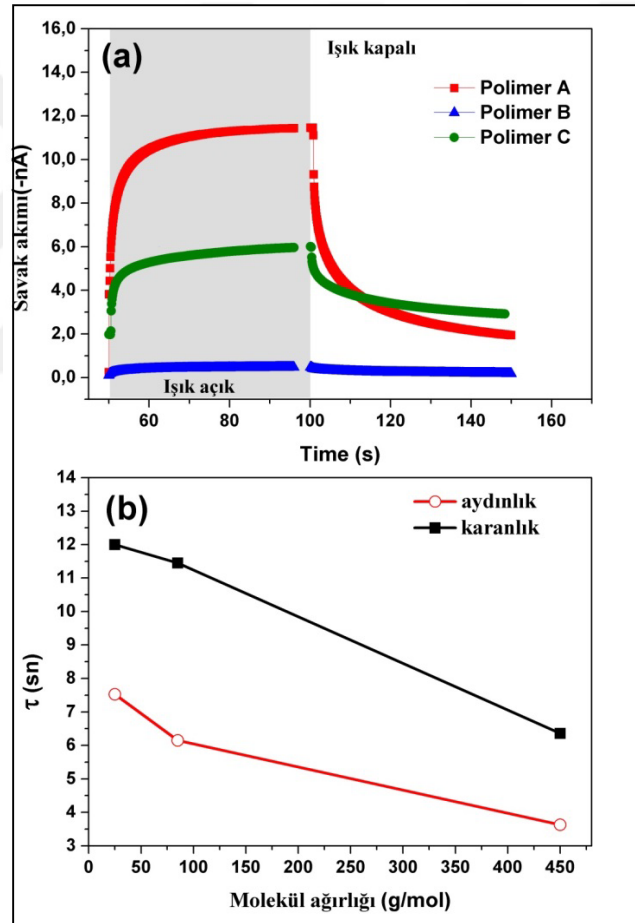 (a)
Işık kapalı
Polimer A
Polimer B
Polimer C
Savak akımı(-nA)
16,0
14,0
12,0
10,0
8,0
6,0
4,0
2,0
0,0
Işık açık
60 80 100 120 140 160
Time (s)
(b)
aydınlık
karanlık
τ (sn)
14
13
12
11
10
9
8
7
6
5
4
3
0 50 100 150 200 250 300 350 400 450
Molekül ağırlığı (g/mol)